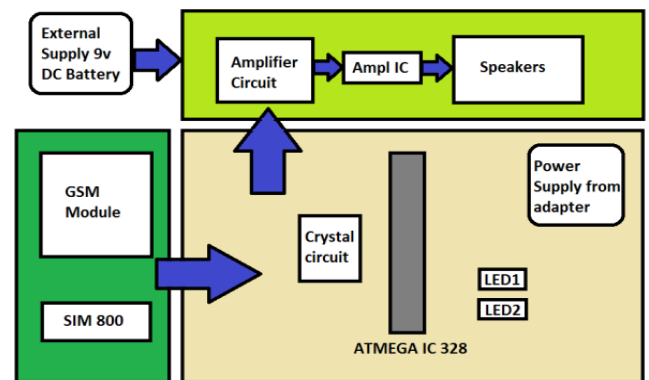 External
Supply 9v
DC Battery
Amplifier
Circuit
Ampl IC
Speakers
GSM
Module
SIM 800
Crystal
circuit
Power
Supply from
adapter
LED1
LED2
ATMEGA IC 328